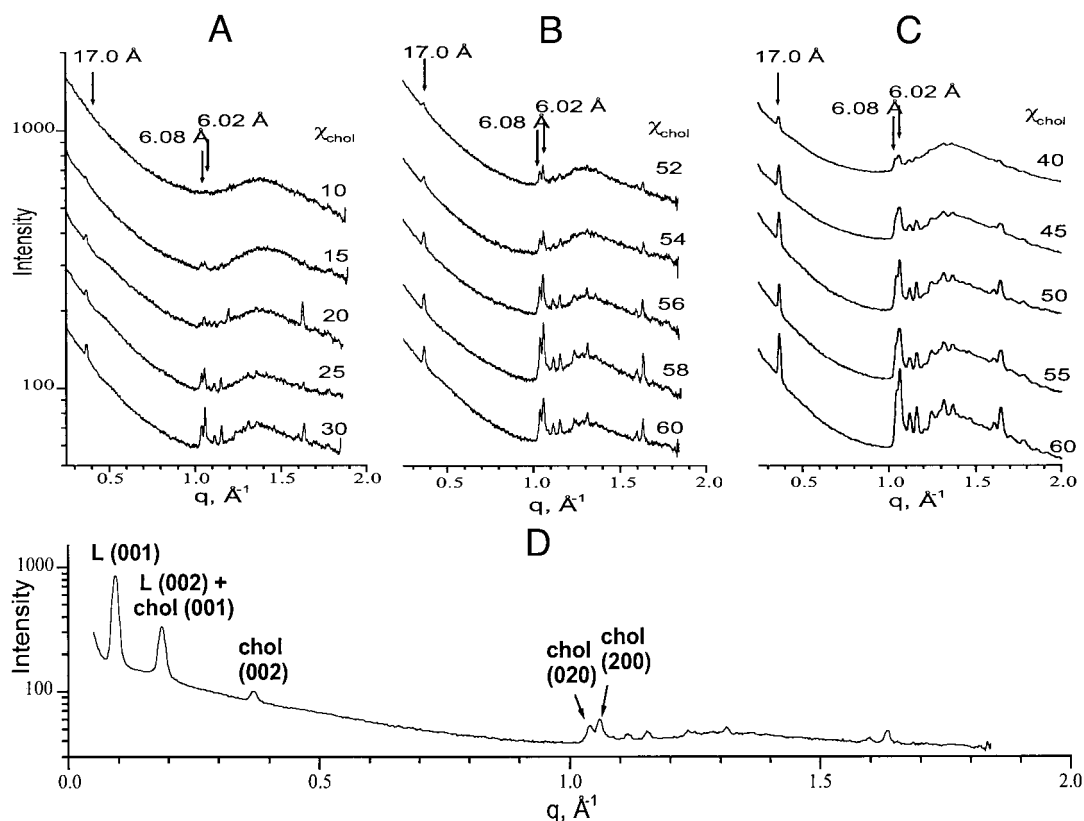 A
17.0 Å
6.02 Å
6.08 Å
χchol
1000
100
Intensity
10
15
20
25
30
0.5 1.0 1.5 2.0
q, Å-1
B
17.0 Å
6.02 Å
6.08 Å
52
54
56
58
60
0.5 1.0 1.5 2.0
q, Å-1
C
17.0 Å
6.02 Å
6.08 Å
χchol
40
45
50
55
60
0.5 1.0 1.5 2.0
q, Å-1
D
L (001)
L (002) +
chol (001)
chol
(002)
chol
(020)
chol
(200)
1000
100
Intensity
0.0 0.5 1.0 1.5 2.0
q, Å-1